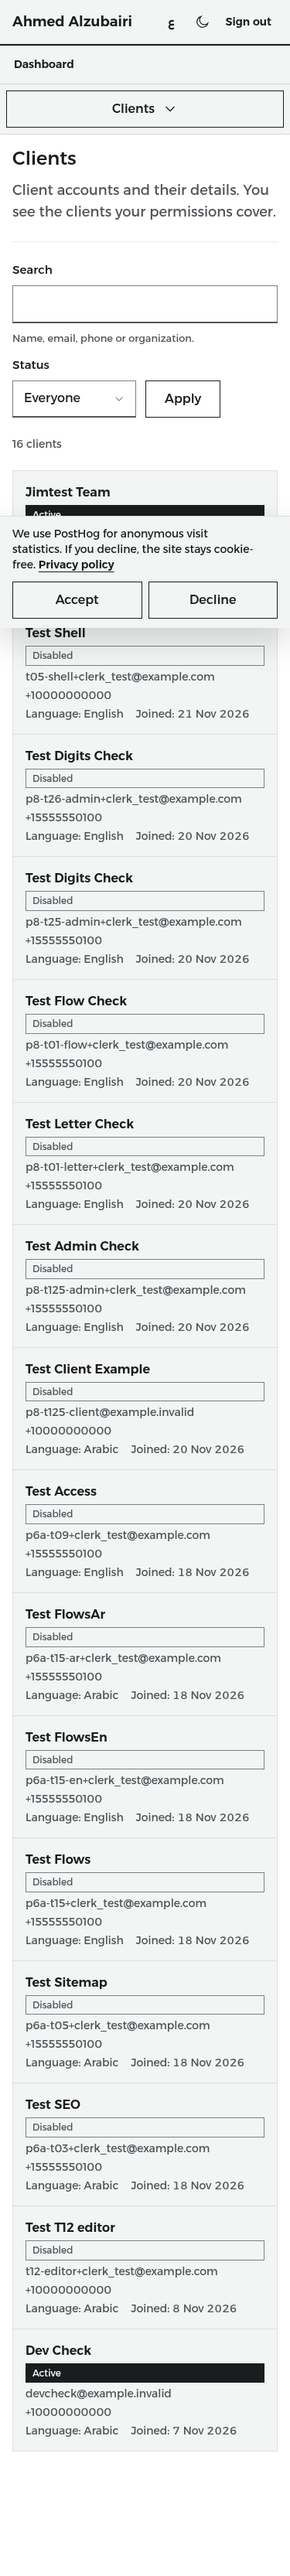 Ahmed Alzubairi
ع
Sign out
Dashboard
Clients
Clients
Client accounts and their details. You
see the clients your permissions cover.
Search
Name, email, phone or organization.
Status
Everyone
Apply
16 clients
Jimtest Team
Active
We use PostHog for anonymous visit
statistics. If you decline, the site stays cookie-
free. Privacy policy
Accept
Decline
Test Shell
Disabled
t05-shell+clerk_test@example.com
+10000000000
Language: English Joined: 21 Nov 2026
Test Digits Check
Disabled
p8-t26-admin+clerk_test@example.com
+15555550100
Language: English Joined: 20 Nov 2026
Test Digits Check
Disabled
p8-t25-admin+clerk_test@example.com
+15555550100
Language: English Joined: 20 Nov 2026
Test Flow Check
Disabled
p8-t01-flow+clerk_test@example.com
+15555550100
Language: English Joined: 20 Nov 2026
Test Letter Check
Disabled
p8-t01-letter+clerk_test@example.com
+15555550100
Language: English Joined: 20 Nov 2026
Test Admin Check
Disabled
p8-t125-admin+clerk_test@example.com
+15555550100
Language: English Joined: 20 Nov 2026
Test Client Example
Disabled
p8-t125-client@example.invalid
+10000000000
Language: Arabic Joined: 20 Nov 2026
Test Access
Disabled
p6a-t09+clerk_test@example.com
+15555550100
Language: English Joined: 18 Nov 2026
Test FlowsAr
Disabled
p6a-t15-ar+clerk_test@example.com
+15555550100
Language: Arabic Joined: 18 Nov 2026
Test FlowsEn
Disabled
p6a-t15-en+clerk_test@example.com
+15555550100
Language: English Joined: 18 Nov 2026
Test Flows
Disabled
p6a-t15+clerk_test@example.com
+15555550100
Language: English Joined: 18 Nov 2026
Test Sitemap
Disabled
p6a-t05+clerk_test@example.com
+15555550100
Language: Arabic Joined: 18 Nov 2026
Test SEO
Disabled
p6a-t03+clerk_test@example.com
+15555550100
Language: Arabic Joined: 18 Nov 2026
Test T12 editor
Disabled
t12-editor+clerk_test@example.com
+10000000000
Language: Arabic Joined: 8 Nov 2026
Dev Check
Active
devcheck@example.invalid
+10000000000
Language: Arabic Joined: 7 Nov 2026